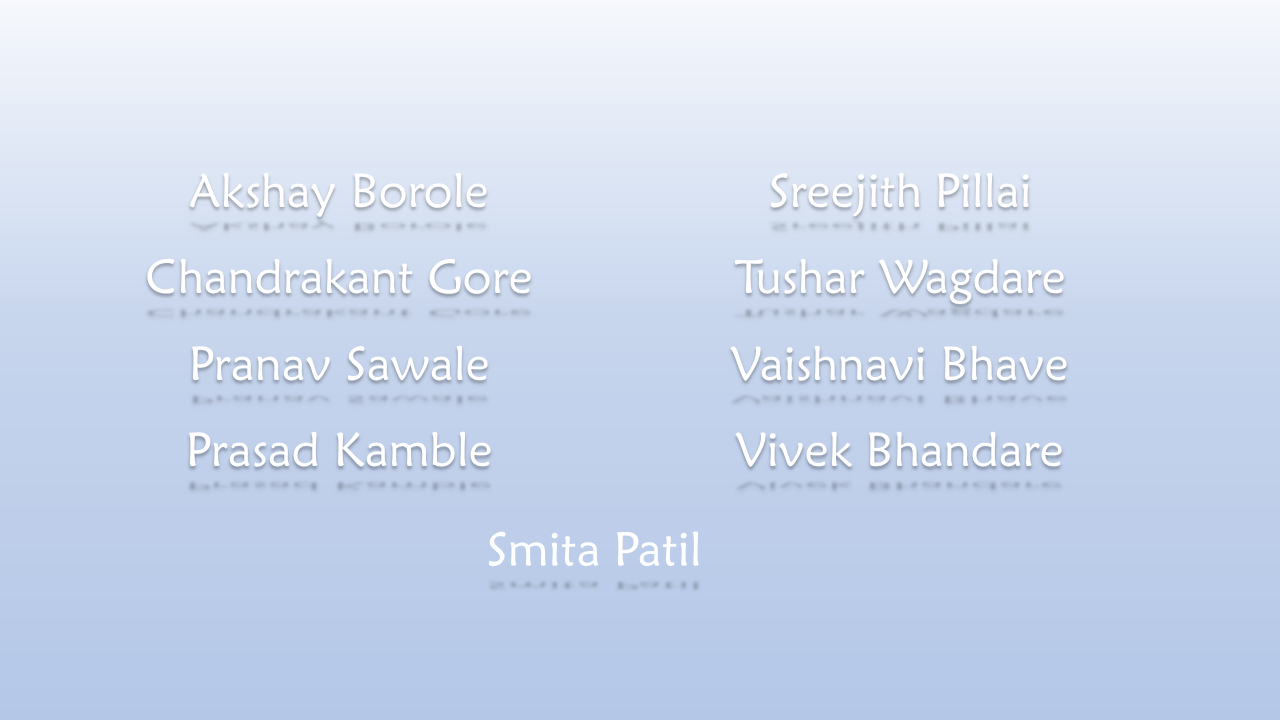 Akshay Borole
Chandrakant Gore
Pranav Sawale
Prasad Kamble
Sreejith Pillai
Tushar Wagdare
Vaishnavi Bhave
Vivek Bhandare
Smita Patil